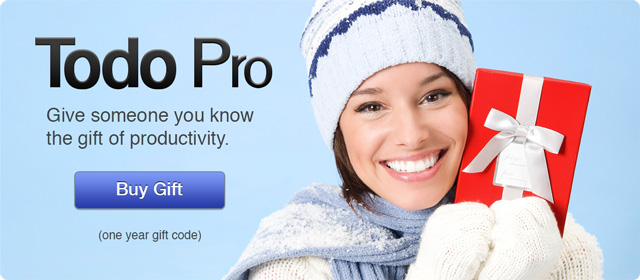 Todo Pro
Give someone you know
the gift of productivity.
Buy Gift
(one year gift code)